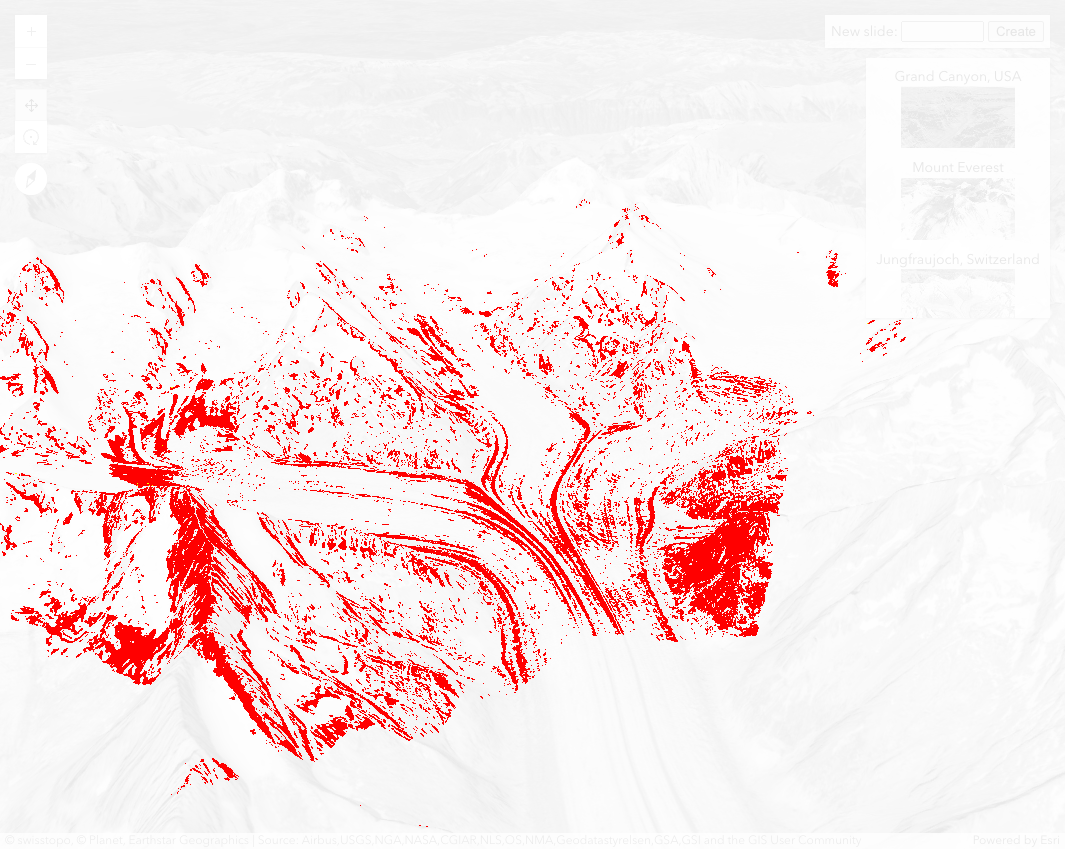 New slide:
Create
Grand Canyon, USA
Mount Everest
Jungfraujoch, Switzerland
© swisstopo, © Planet, Earthstar Geographics | Source: Airbus,USGS,NGA,NASA,CGIAR,NLS,OS,NMA,Geodatastyrelsen,GSA,GSI and the GIS User Community
Powered by Esri